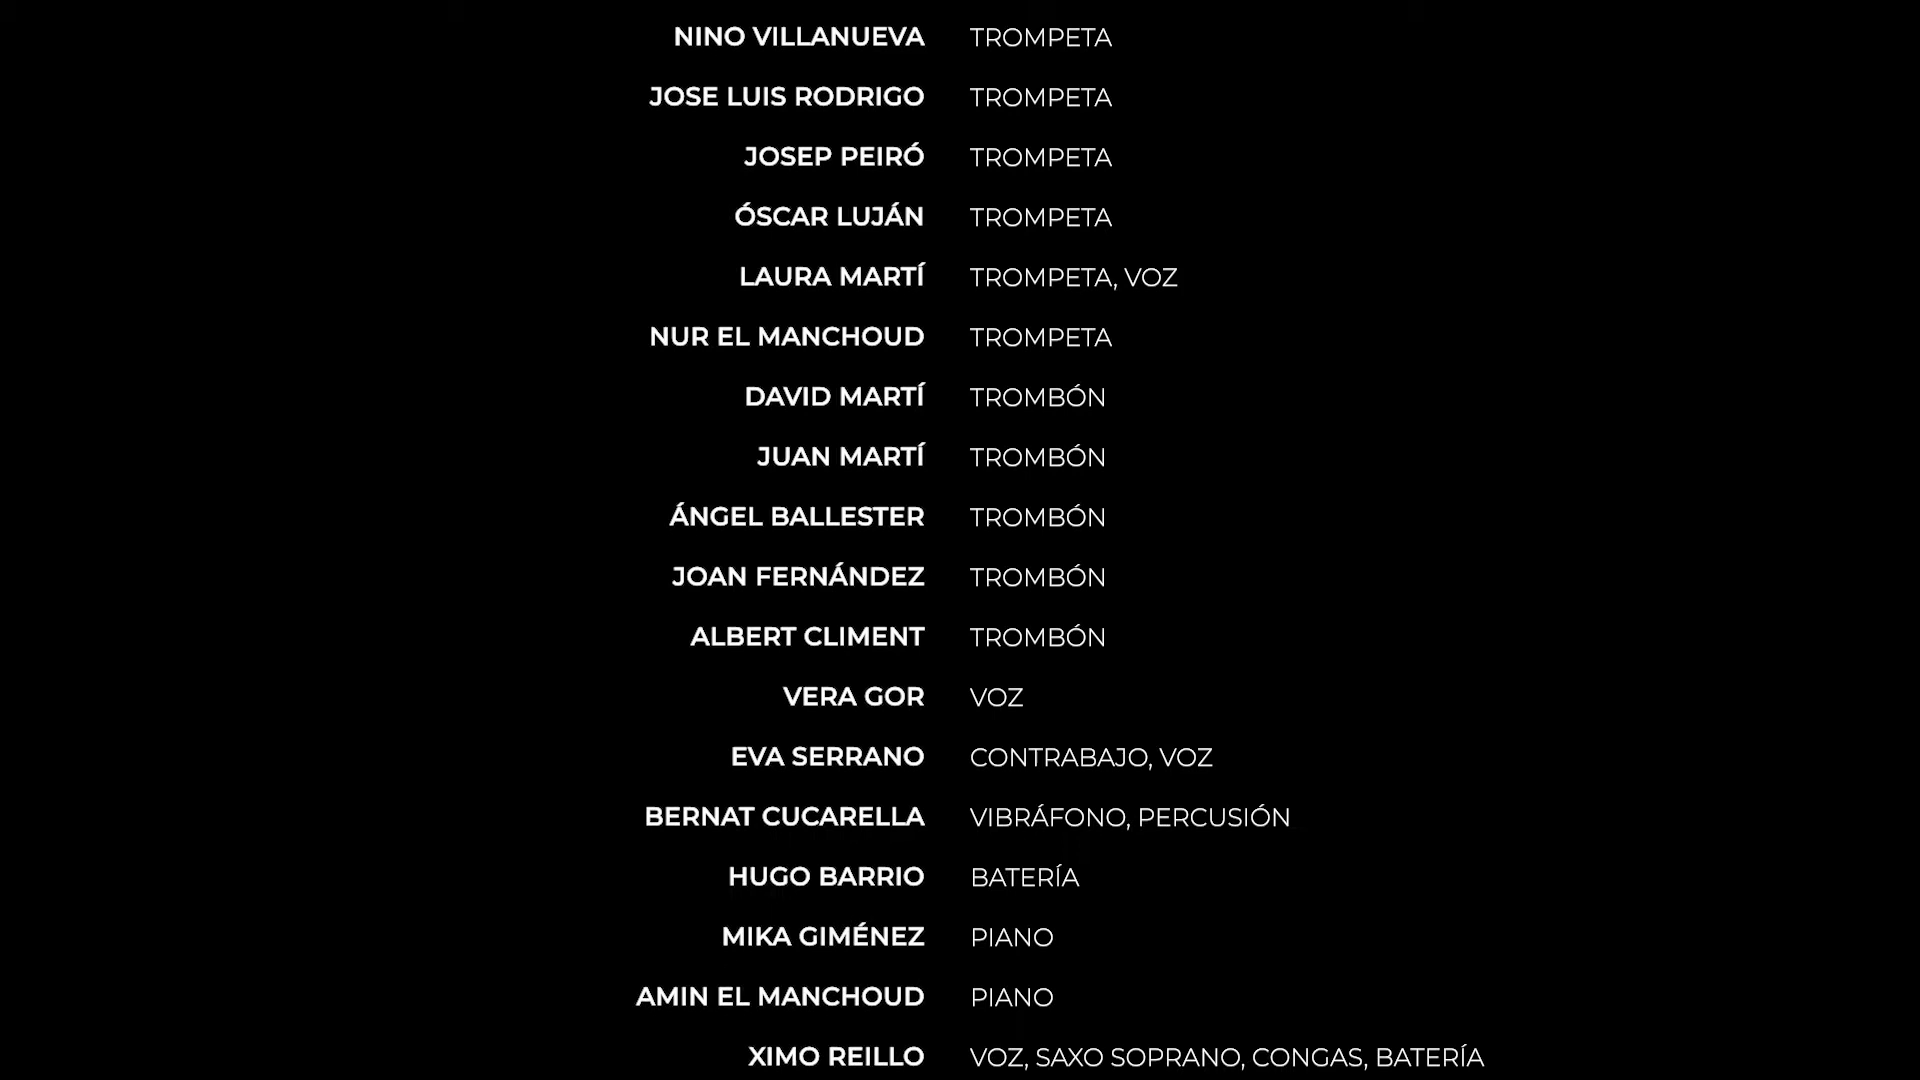 NINO VILLANUEVA TROMPETA
JOSE LUIS RODRIGO TROMPETA
JOSEP PEIRÓ TROMPETA
ÓSCAR LUJÁN TROMPETA
LAURA MARTÍ TROMPETA, VOZ
NUR EL MANCHOUD TROMPETA
DAVID MARTÍ TROMBÓN
JUAN MARTÍ TROMBÓN
ÁNGEL BALLESTER TROMBÓN
JOAN FERNÁNDEZ TROMBÓN
ALBERT CLIMENT TROMBÓN
VERA GOR VOZ
EVA SERRANO CONTRABAJO, VOZ
BERNAT CUCARELLA VIBRÁFONO, PERCUSIÓN
HUGO BARRIO BATERÍA
MIKA GIMÉNEZ PIANO
AMIN EL MANCHOUD PIANO
XIMO REILLO VOZ, SAXO SOPRANO, CONGAS, BATERÍA